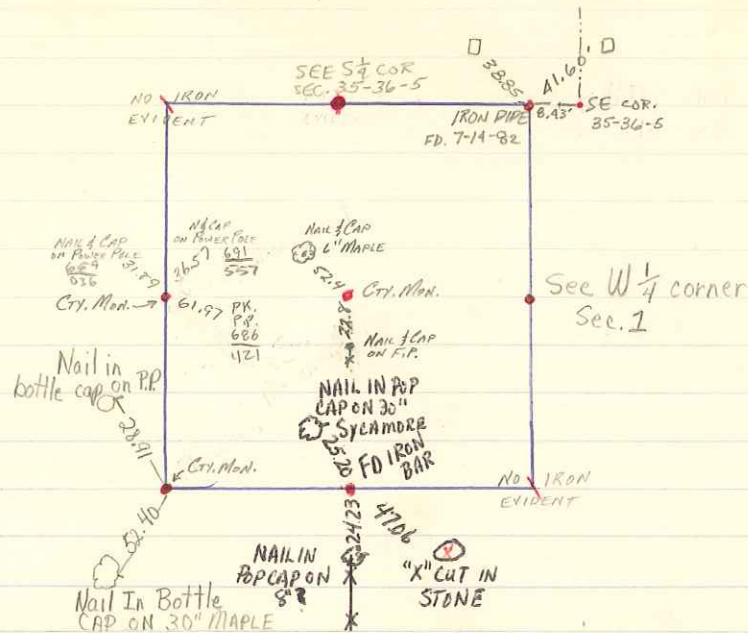 SEE S 1/4 COR
SEC. 35-36-5
NO IRON
EVIDENT
38.85
41.60'
IRON PIPE
FD. 7-14-82
8.43'
SE COR.
35-36-5
NAIL & CAP
ON POWER POLE
31.79
CTY. MON.
N & CAP
ON POWER POLE
36.57
691
557
61.97
PK.
P.P.
686
421
NAIL & CAP
6" MAPLE
52.4
CTY. MON.
22.8
NAIL & CAP
ON F.P.
See W 1/4 corner
Sec. 1
Nail in
bottle cap on P.P.
28.91
CTY. MON.
52.40
Nail In Bottle
CAP ON 30" MAPLE
NAIL IN POP
CAP ON 30"
SYCAMORE
25.20
FD IRON
BAR
24.23
47.06
NAIL IN
POP CAP ON
8"?
X
"X" CUT IN
STONE
NO IRON
EVIDENT